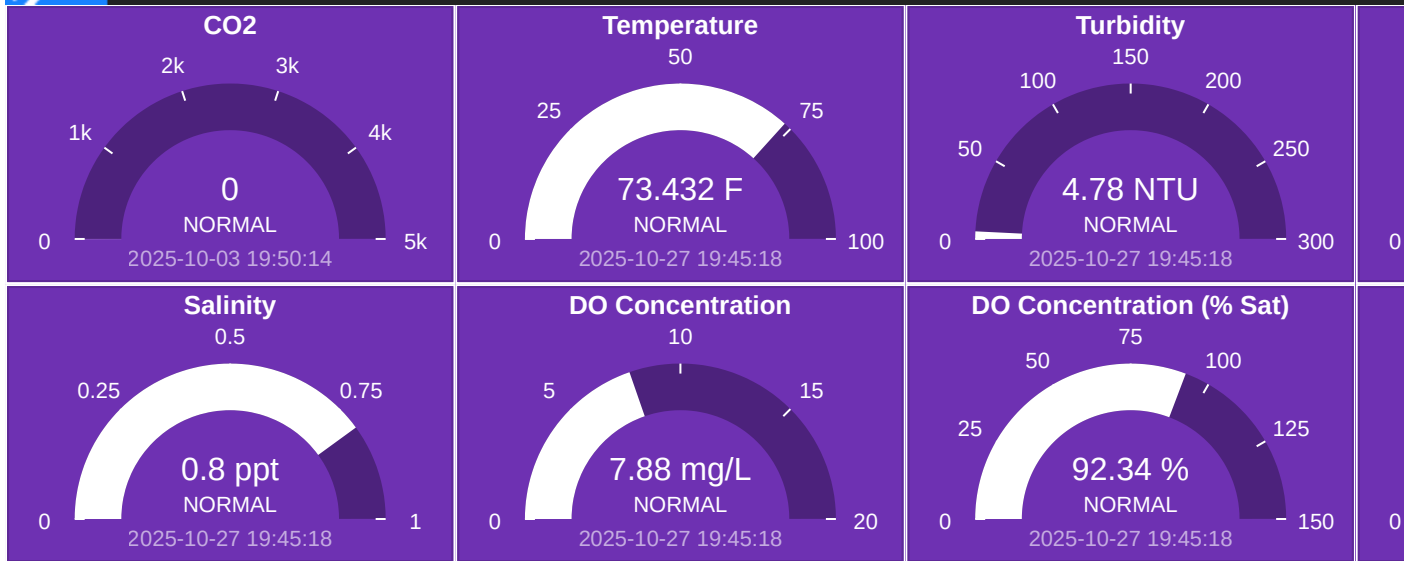 CO2
0
1k
2k
3k
4k
5k
0
NORMAL
2025-10-03 19:50:14
Temperature
0
25
50
75
100
73.432 F
NORMAL
2025-10-27 19:45:18
Turbidity
0
50
100
150
200
250
300
4.78 NTU
NORMAL
2025-10-27 19:45:18
0
Salinity
0
0.25
0.5
0.75
1
0.8 ppt
NORMAL
2025-10-27 19:45:18
DO Concentration
0
5
10
15
20
7.88 mg/L
NORMAL
2025-10-27 19:45:18
DO Concentration (% Sat)
0
25
50
75
100
125
150
92.34 %
NORMAL
2025-10-27 19:45:18
0